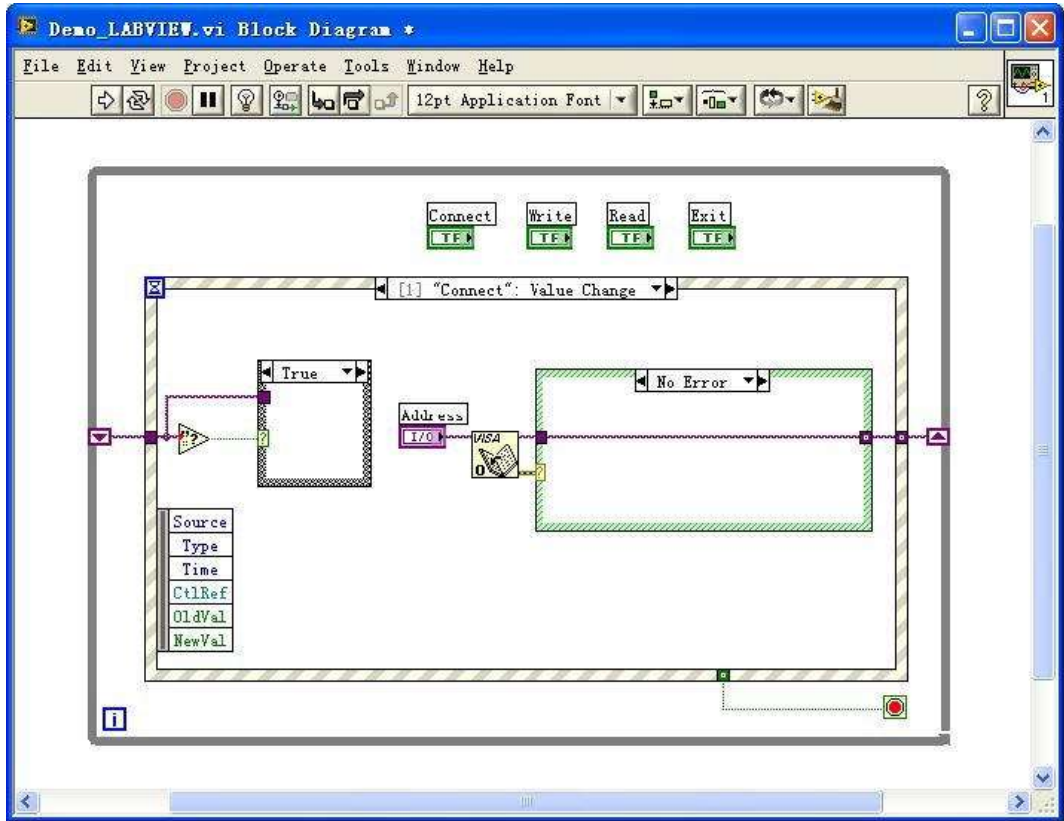 Demo_LABVIEW.vi Block Diagram *
File Edit View Project Operate Tools Window Help
12pt Application Font
?
1
Connect Write Read Exit
TF TF TF TF
[1] "Connect": Value Change
True
No Error
Address
I/O
VISA
?
?
O
?
Source
Type
Time
CtlRef
OldVal
NewVal
i